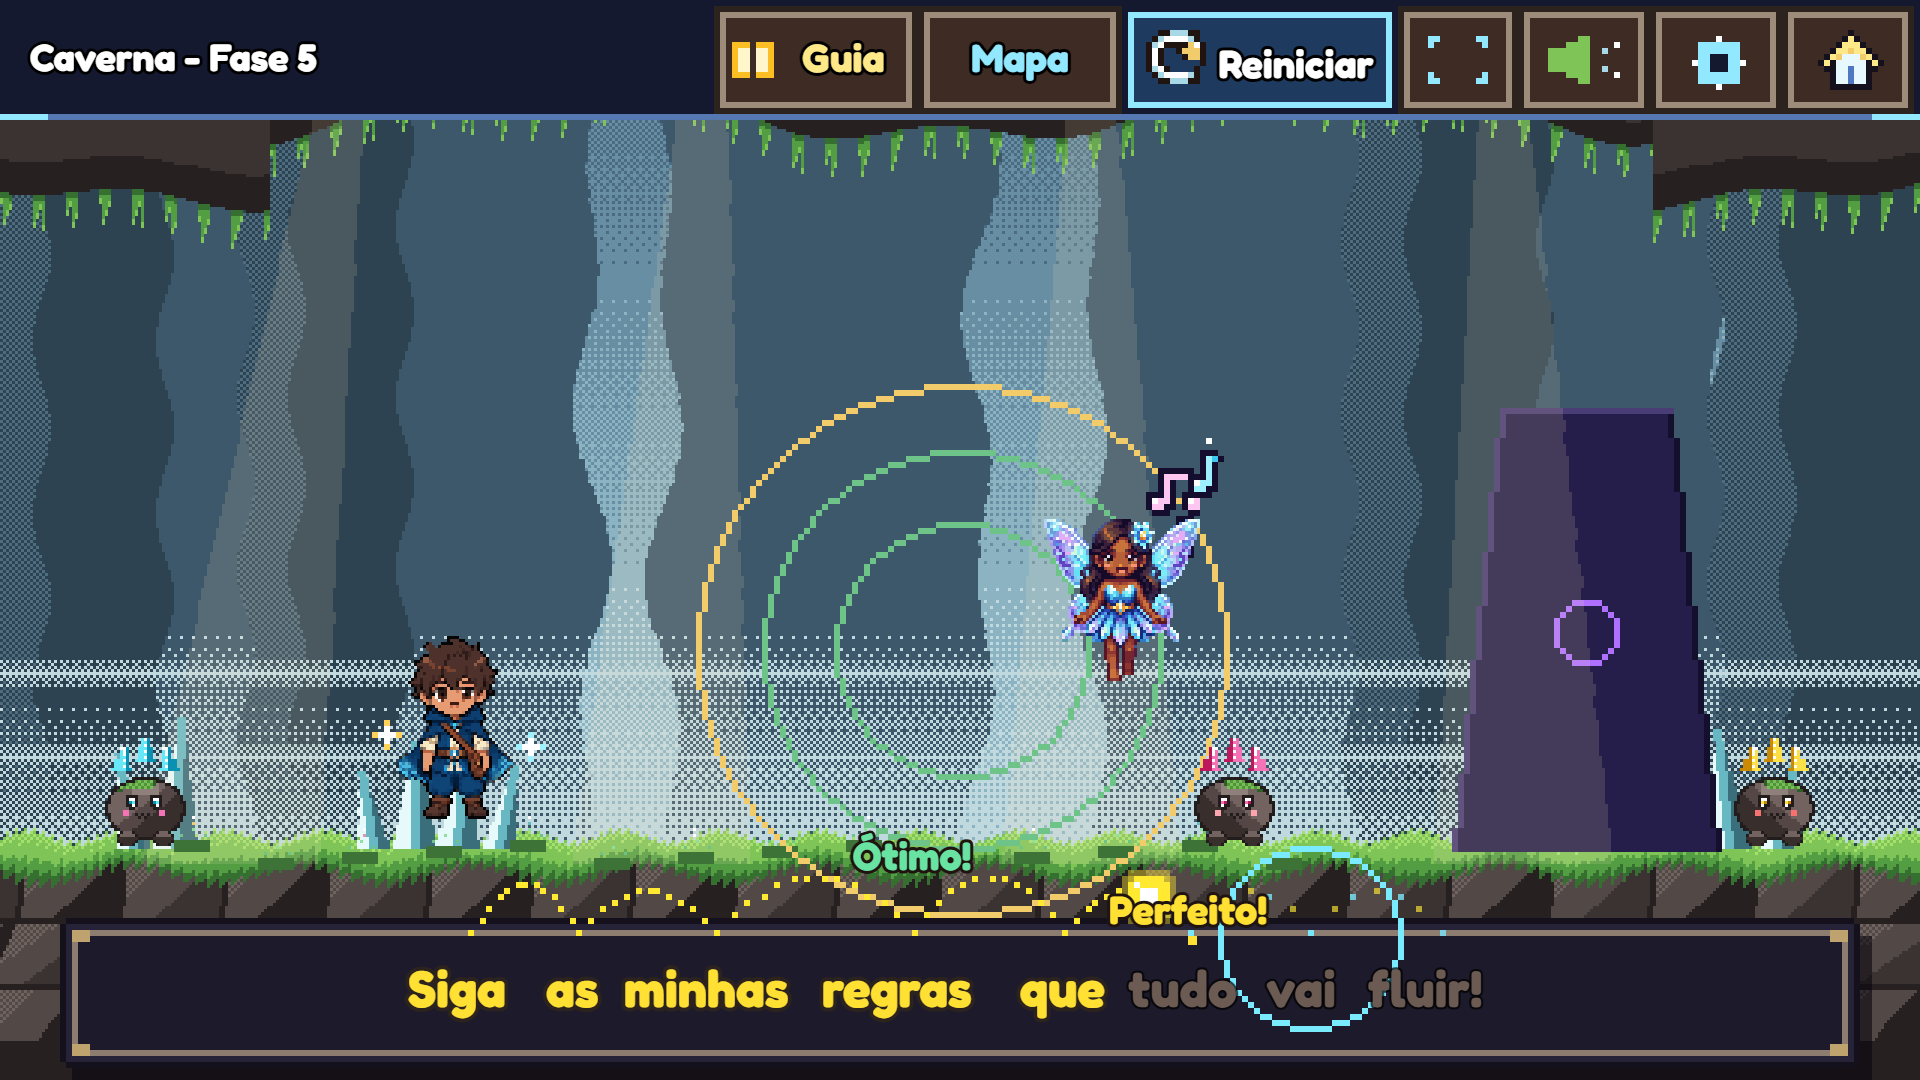 Caverna - Fase 5
Guia
Mapa
Reiniciar
Ótimo!
Perfeito!
Siga as minhas regras que tudo vai fluir!